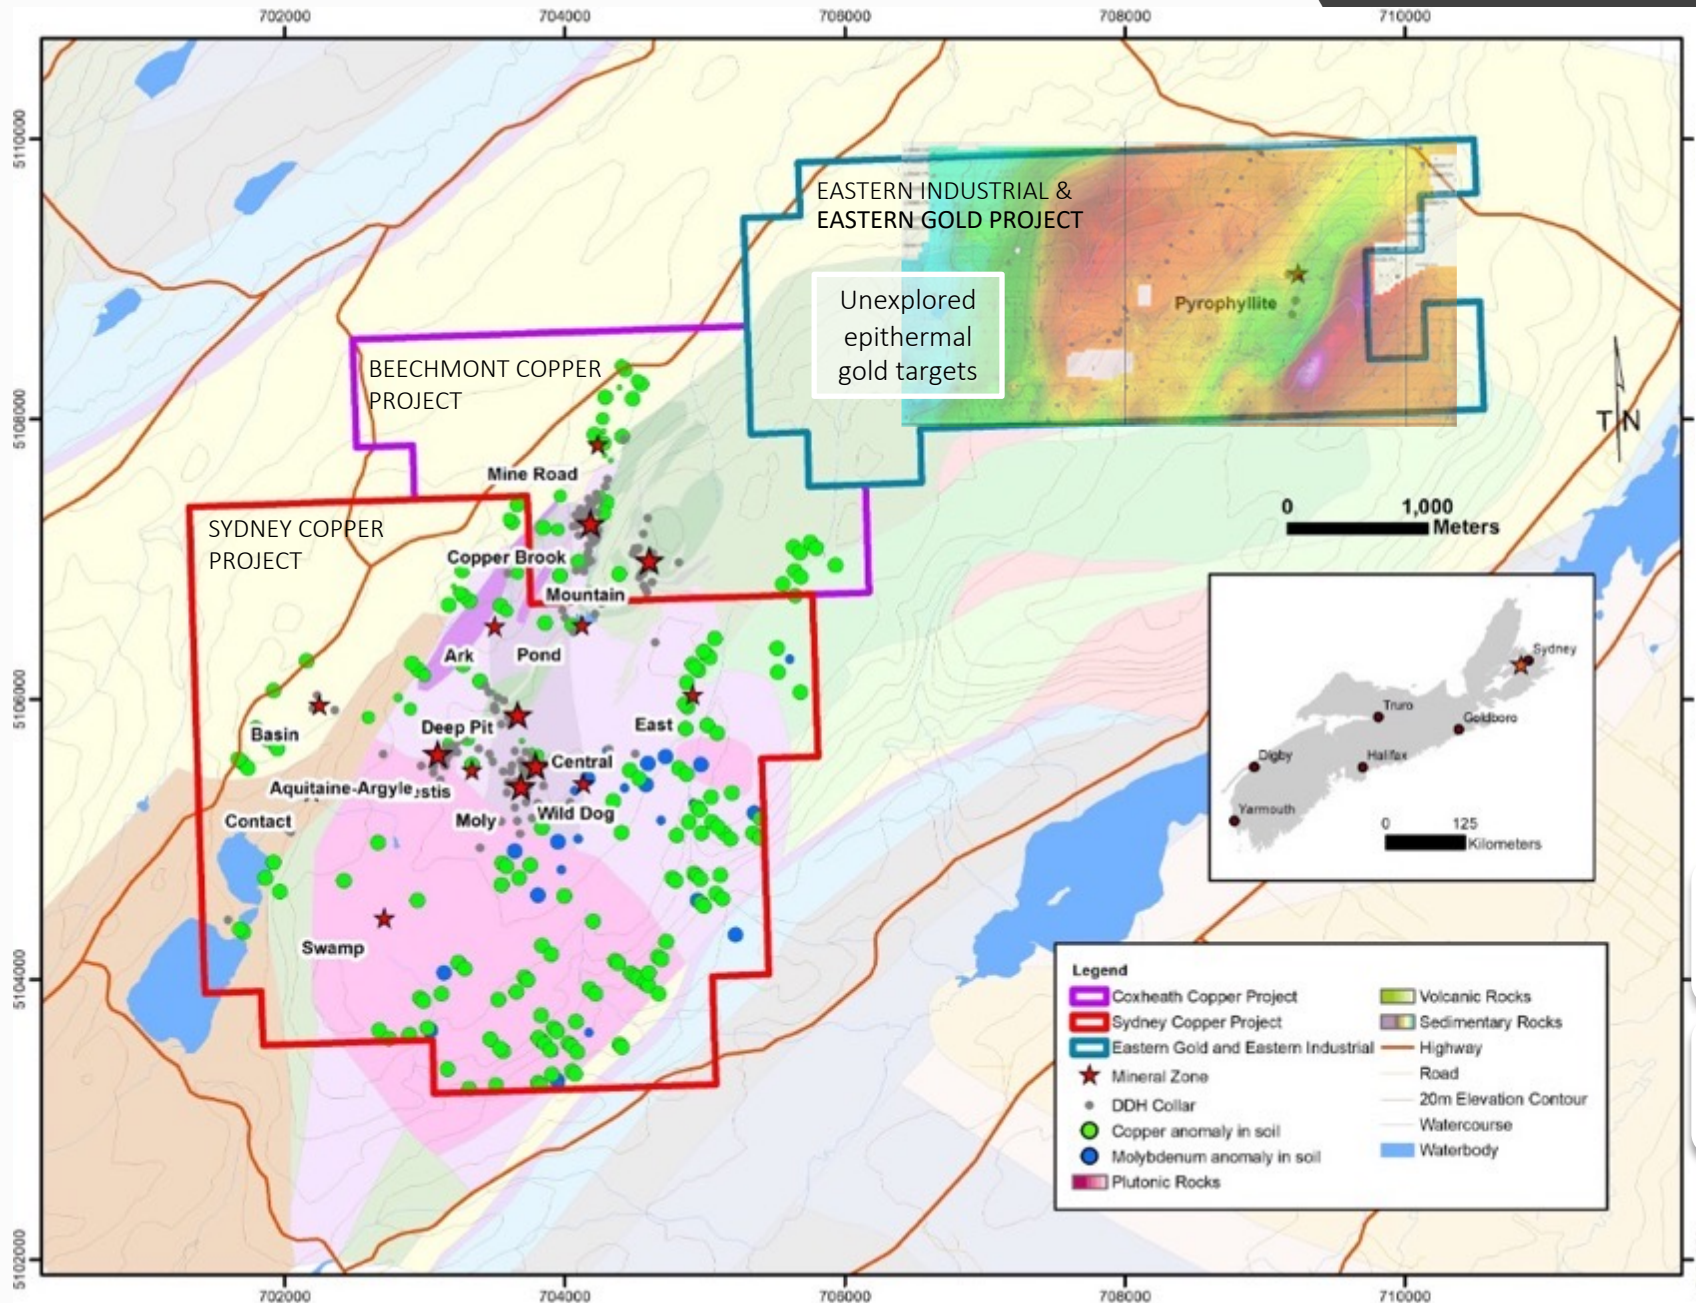 702000
704000
706000
708000
710000
5110000
5108000
5106000
5104000
5102000
EASTERN INDUSTRIAL &
EASTERN GOLD PROJECT
Unexplored
epithermal
gold targets
Pyrophyllite
BEECHMONT COPPER
PROJECT
T N
Mine Road
0 1,000
Meters
SYDNEY COPPER
PROJECT
Copper Brook
Mountain
Ark
Pond
Sydney
Truro
Goldboro
Digby
Halifax
Yarmouth
0 125
Kilometers
Basin
Deep Pit
East
Central
Aquitaine-Argyle
Contact
Moly
Wild Dog
Swamp
Legend
Coxheath Copper Project
Sydney Copper Project
Eastern Gold and Eastern Industrial
Mineral Zone
DDH Collar
Copper anomaly in soil
Molybdenum anomaly in soil
Plutonic Rocks
Volcanic Rocks
Sedimentary Rocks
Highway
Road
20m Elevation Contour
Watercourse
Waterbody
702000
704000
706000
708000
710000